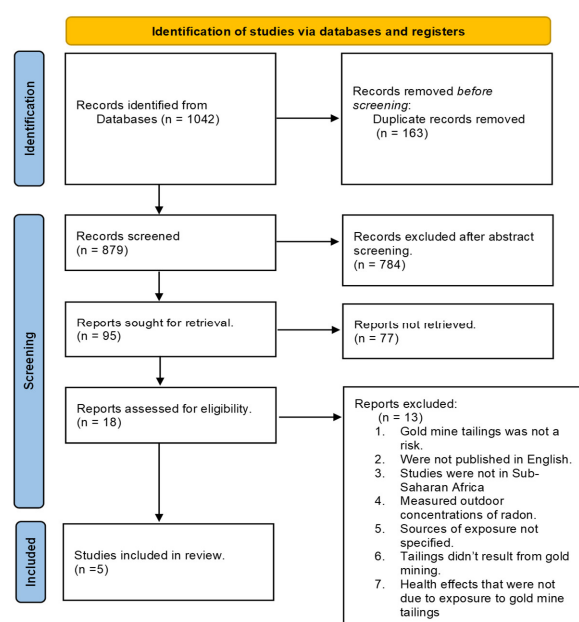 Identification of studies via databases and registers
Identification
Records identified from
Databases (n = 1042)
Records removed before
screening:
Duplicate records removed
(n = 163)
Screening
Records screened
(n = 879)
Records excluded after abstract
screening.
(n = 784)
Reports sought for retrieval.
(n = 95)
Reports not retrieved.
(n = 77)
Reports assessed for eligibility.
(n = 18)
Reports excluded:
(n = 13)
1. Gold mine tailings was not a
risk.
2. Were not published in English.
3. Studies were not in Sub-
Saharan Africa
4. Measured outdoor
concentrations of radon.
5. Sources of exposure not
specified.
6. Tailings didn't result from gold
mining.
7. Health effects that were not
due to exposure to gold mine
tailings
Included
Studies included in review.
(n =5)